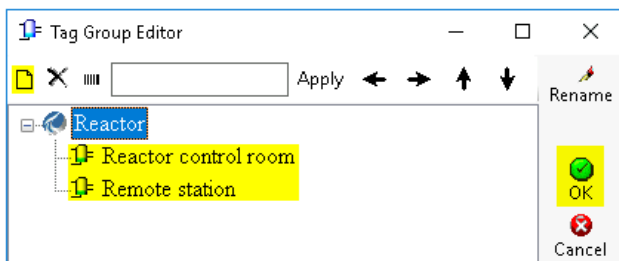 Tag Group Editor
Apply
Rename
Reactor
Reactor control room
Remote station
OK
Cancel